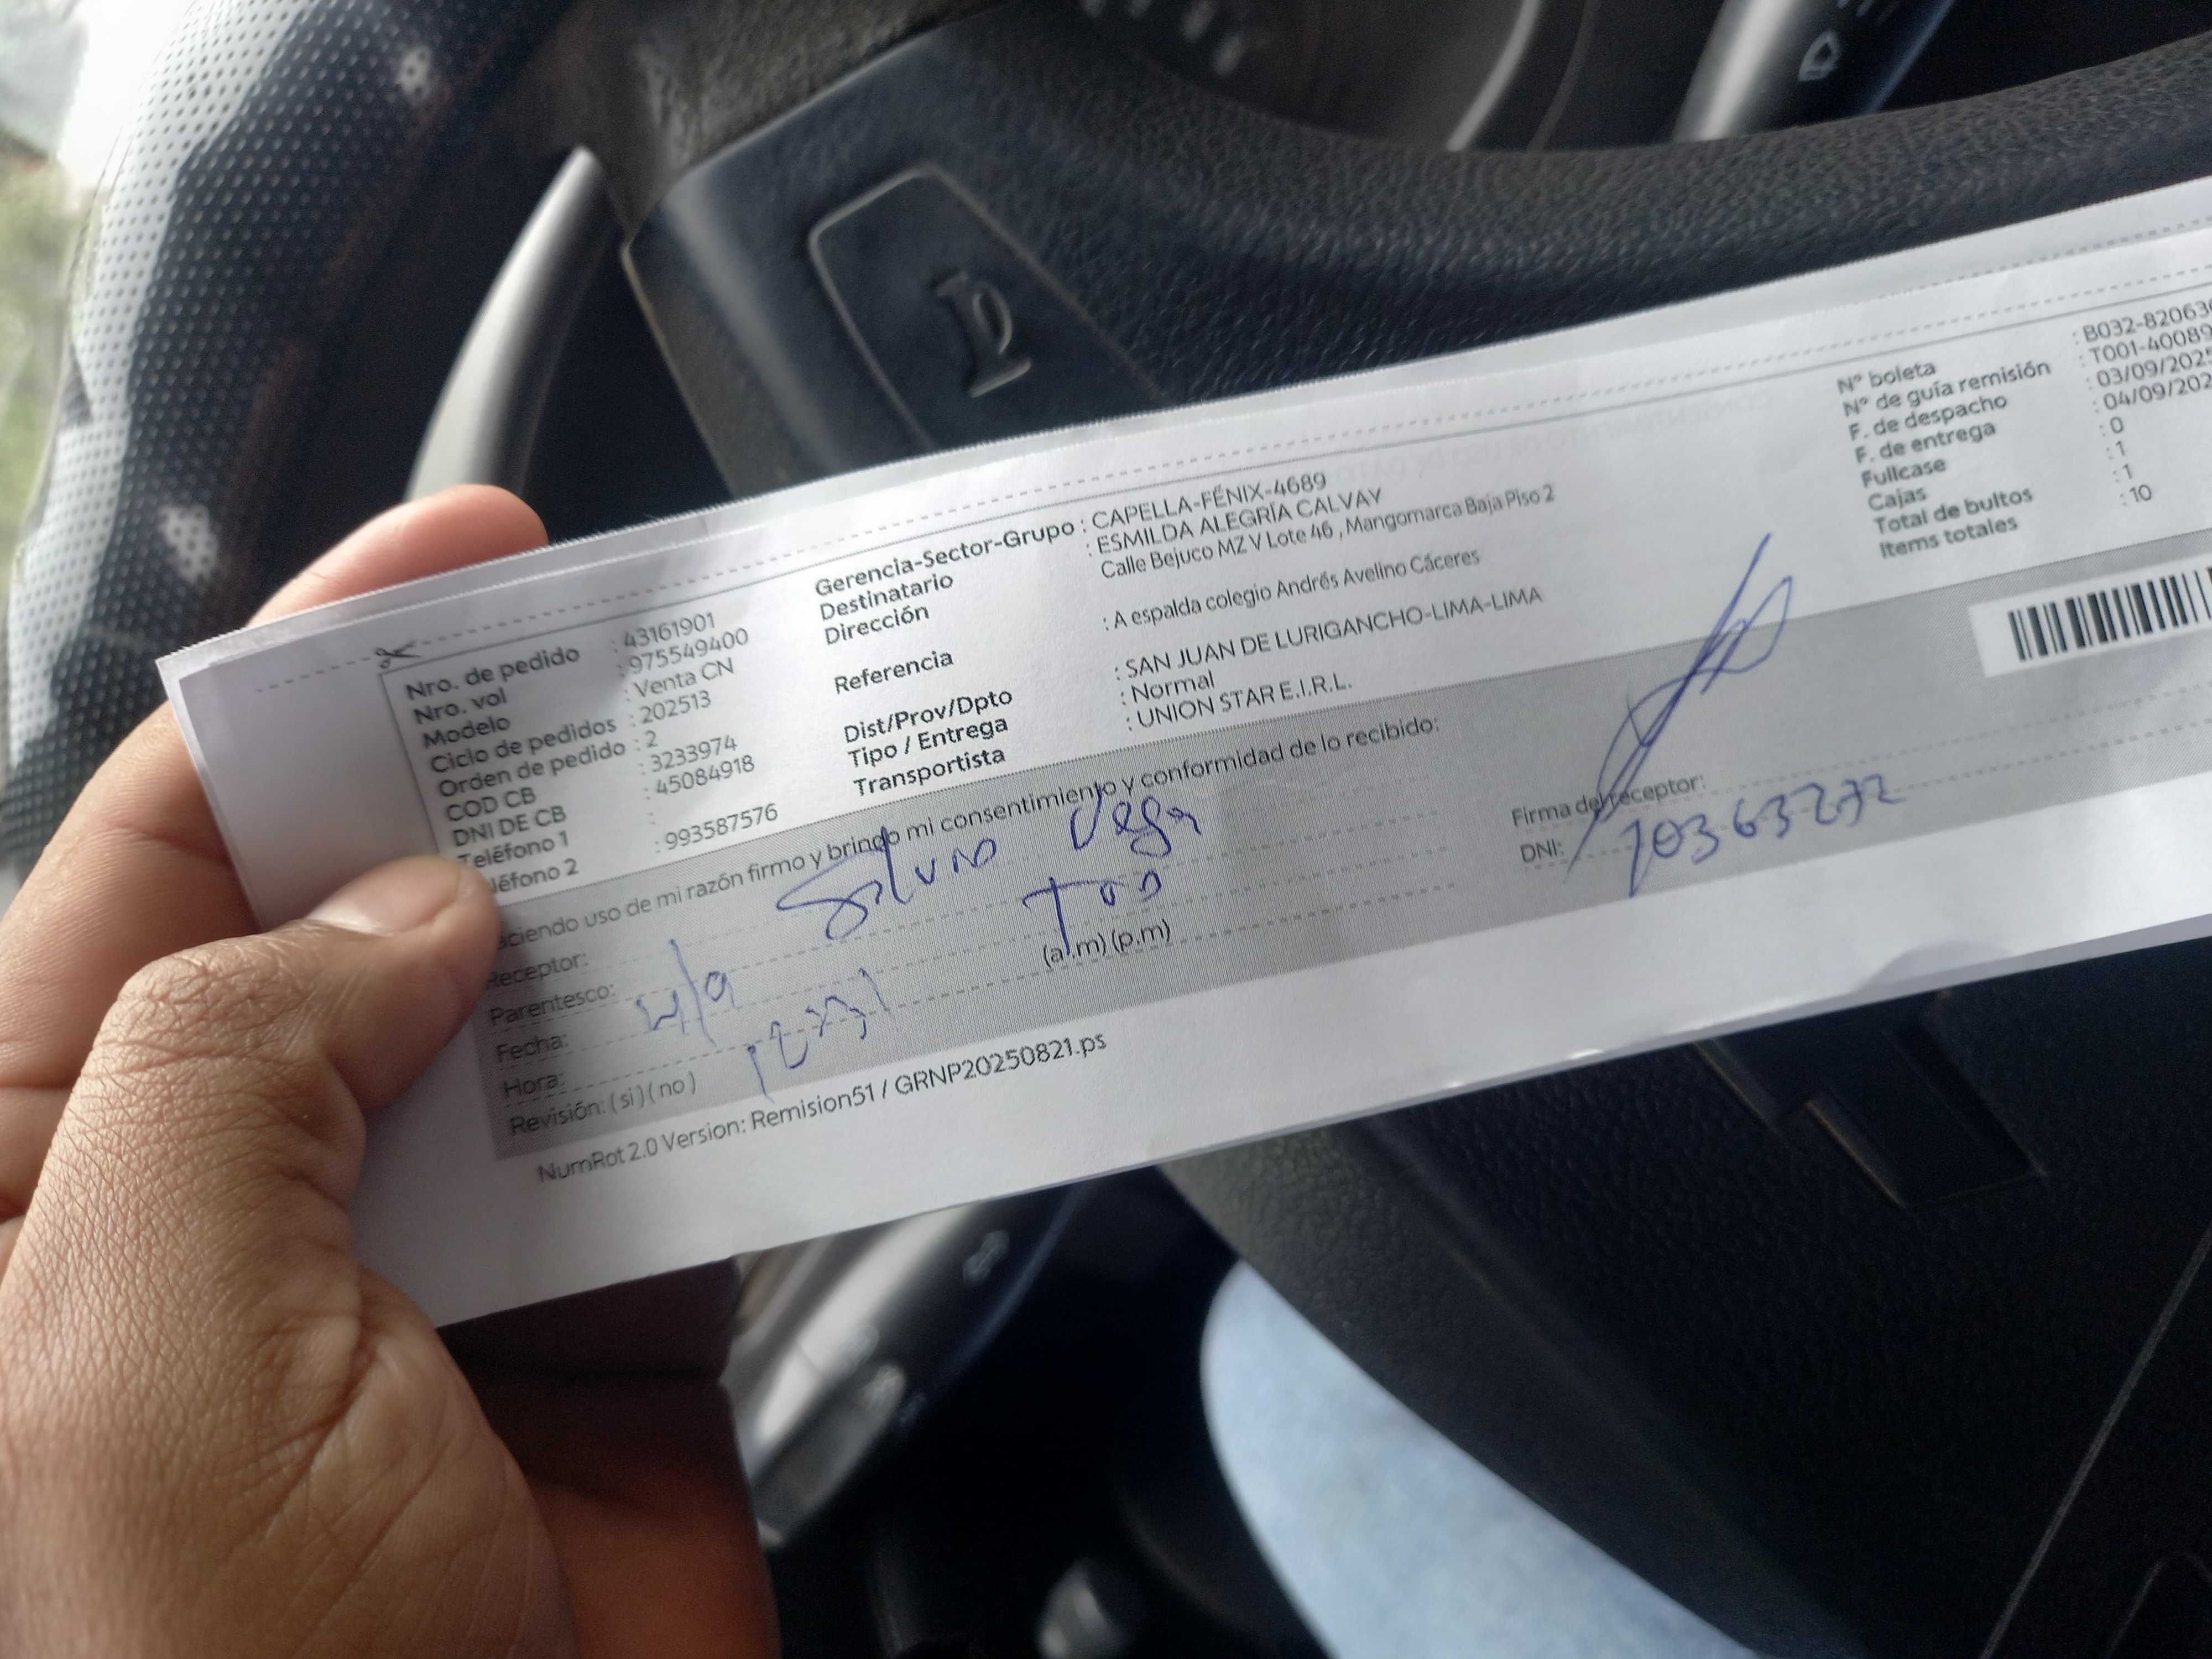 Nro. de pedido : 43161901
Nro. vol : 975549400
Modelo : Venta CN
Ciclo de pedidos : 202513
Orden de pedido : 2
COD CB : 3233974
DNI DE CB : 45084918
Teléfono 1 :
léfono 2 : 993587576
Gerencia-Sector-Grupo : CAPELLA-FÉNIX-4689
Destinatario : ESMILDA ALEGRÍA CALVAY
Dirección Calle Bejuco MZ V Lote 46 , Mangomarca Baja Piso 2
Referencia : A espalda colegio Andrés Avelino Cáceres
Dist/Prov/Dpto : SAN JUAN DE LURIGANCHO-LIMA-LIMA
Tipo / Entrega : Normal
Transportista : UNION STAR E.I.R.L.
N° boleta : B032-82063
N° de guía remisión : T001-40089
F. de despacho : 03/09/202
F. de entrega : 04/09/202
Fullcase : 0
Cajas : 1
Total de bultos : 1
Items totales : 10
aciendo uso de mi razón firmo y brindo mi consentimiento y conformidad de lo recibido:
Receptor: Vega
Parentesco:
Fecha: 4/9
Hora: (a.m) (p.m)
Revisión: ( si ) ( no )
Firma del receptor:
DNI:
NumRot 2.0 Version: Remision51 / GRNP20250821.ps